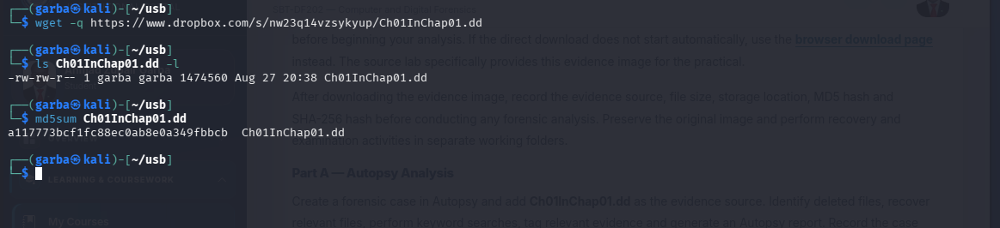 ┌──(garba㉿kali)-[~/usb]
└─$ wget -q https://www.dropbox.com/s/nw23q14vzsykyup/Ch01InChap01.dd
before beginning your analysis. If the direct download does not start automatically, use the browser download page
┌──(garba㉿kali)-[~/usb]
└─$ ls Ch01InChap01.dd -l
instead. The source lab specifically provides this evidence image for the practical.
-rw-rw-r-- 1 garba garba 1474560 Aug 27 20:38 Ch01InChap01.dd
After downloading the evidence image, record the evidence source, file size, storage location, MD5 hash and
┌──(garba㉿kali)-[~/usb]
└─$ md5sum Ch01InChap01.dd
SHA-256 hash before conducting any forensic analysis. Preserve the original image and perform recovery and
a117773bcf1fc88ec0ab8e0a349fbbcb  Ch01InChap01.dd
examination activities in separate working folders
┌──(garba㉿kali)-[~/usb]
└─$
Part A — Autopsy Analysis
LEARNING & COURSEWORK
Create a forensic case in Autopsy and add Ch01InChap01.dd as the evidence source. Identify deleted files, recover
My Courses
relevant files, perform keyword searches, tag relevant evidence and generate an Autopsy report. Record the case